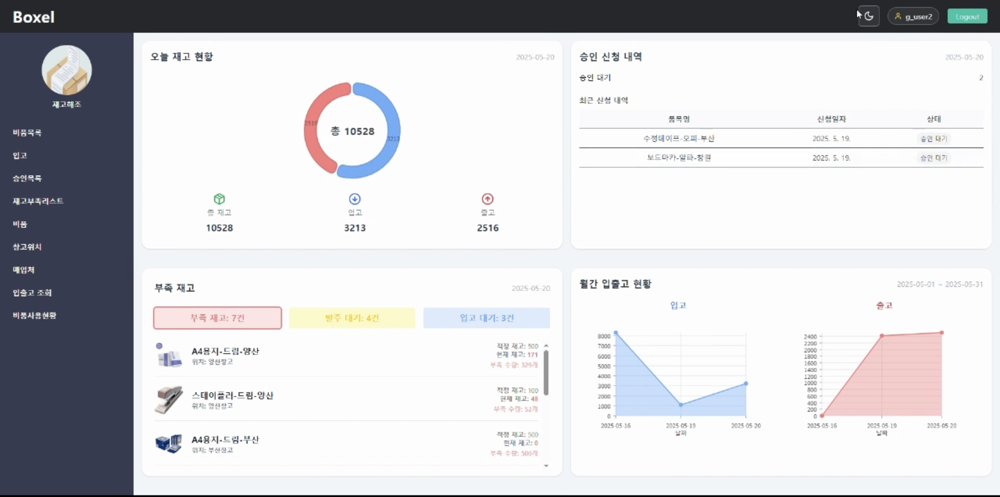 Boxel
g_user2
Logout
재고해조
비품목록
입고
승인목록
재고부족리스트
비품
창고위치
매입처
입출고 조회
비품사용현황
오늘 재고 현황
2025-05-20
2516
총 10528
3213
총 재고
입고
출고
10528
3213
2516
승인 신청 내역
2025-05-20
승인 대기
2
최근 신청 내역
품목명 신청일자 상태
수정테이프-오피-부산 2025. 5. 19. 승인 대기
보드마카-알파-창원 2025. 5. 19. 승인 대기
부족 재고
2025-05-20
부족 재고: 7건
발주 대기: 4건
입고 대기: 3건
A4용지-드림-양산
위치: 양산창고
적정 재고: 500
현재 재고: 171
부족 수량: 329개
스테이플러-드림-양산
위치: 양산창고
적정 재고: 100
현재 재고: 48
부족 수량: 52개
A4용지-드림-부산
위치: 부산창고
적정 재고: 500
현재 재고: 0
부족 수량: 500개
월간 입출고 현황
2025-05-01 ~ 2025-05-31
입고
8000
7000
6000
5000
4000
3000
2000
1000
0
2025-05-16 2025-05-19 2025-05-20
날짜
출고
2400
2200
2000
1800
1600
1400
1200
1000
800
600
400
200
0
2025-05-16 2025-05-19 2025-05-20
날짜